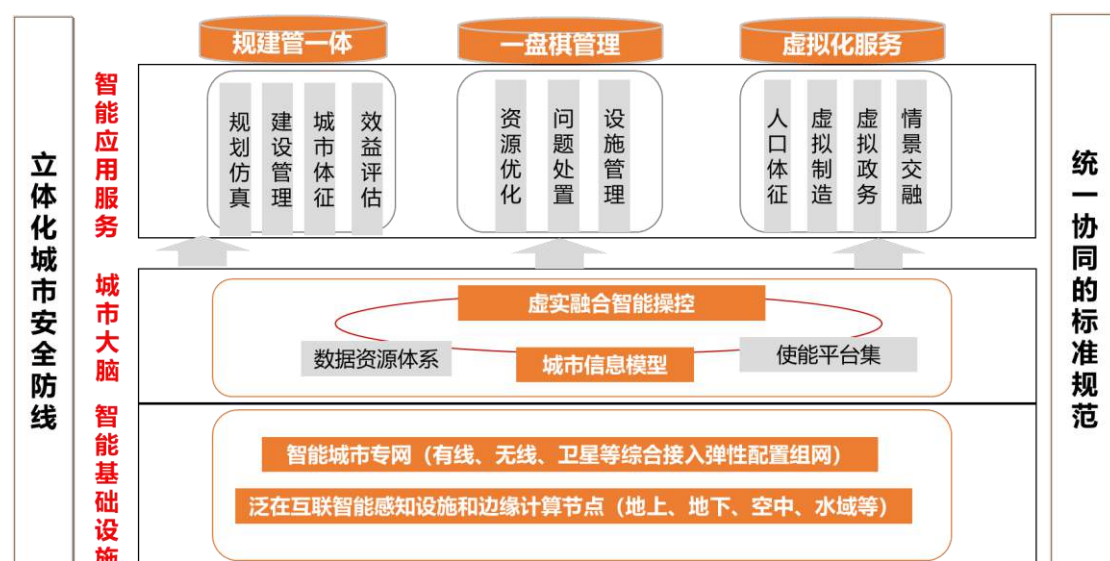 规建管一体
一盘棋管理
虚拟化服务
立体化城市安全防线
智能应用服务
规划仿真
建设管理
城市体征
效益评估
资源优化
问题处置
设施管理
人口体征
虚拟制造
虚拟政务
情景交融
统一协同的标准规范
城市大脑
虚实融合智能操控
数据资源体系
城市信息模型
使能平台集
智能基础设施
智能城市专网（有线、无线、卫星等综合接入弹性配置组网）
泛在互联智能感知设施和边缘计算节点（地上、地下、空中、水域等）